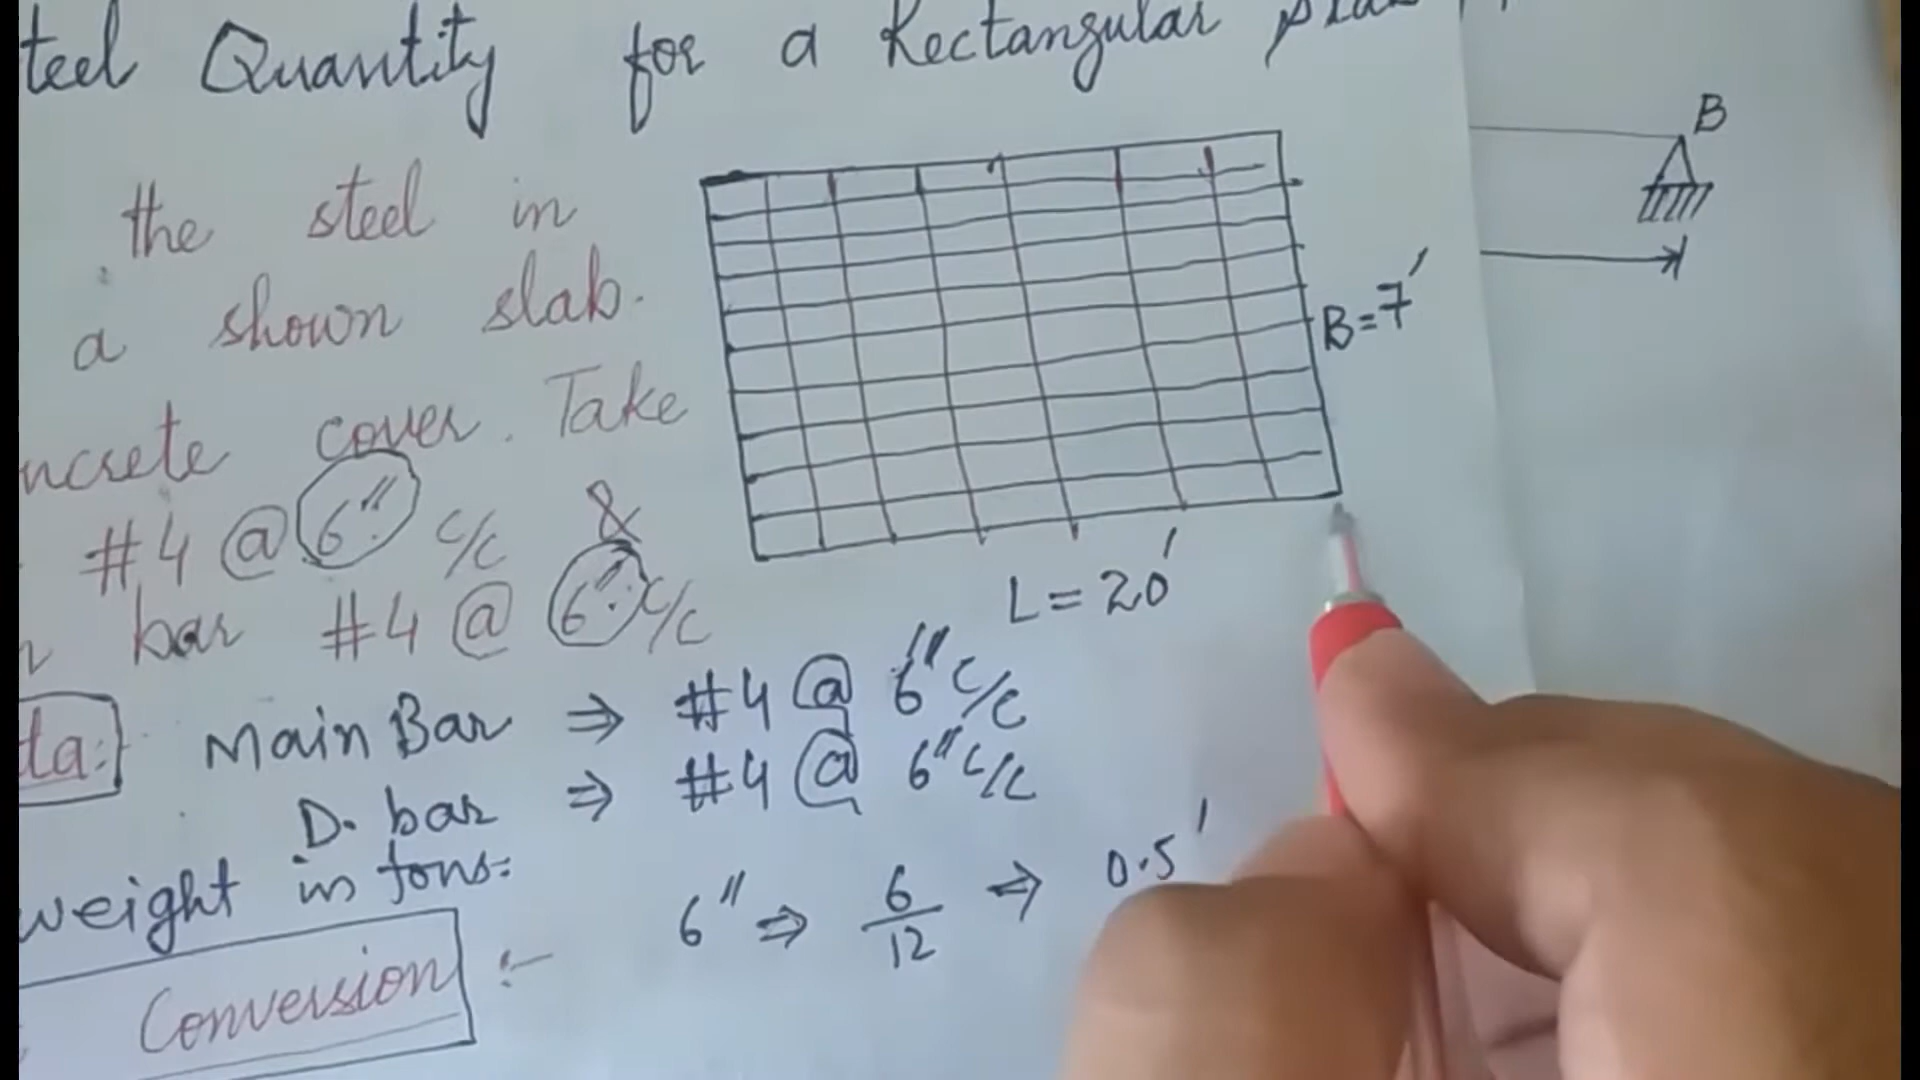 teel Quantity for a Rectangular
the steel in
a shown slab.
ncrete cover. Take
#4 @ 6" c/c &
bar #4 @ 6" c/c
B=7'
L=20'
B
ta: Main Bar ⇒ #4 @ 6" c/c
D. bar ⇒ #4 @ 6" c/c
weight in tons:
6" ⇒ 6/12 ⇒ 0.5'
Conversion :-